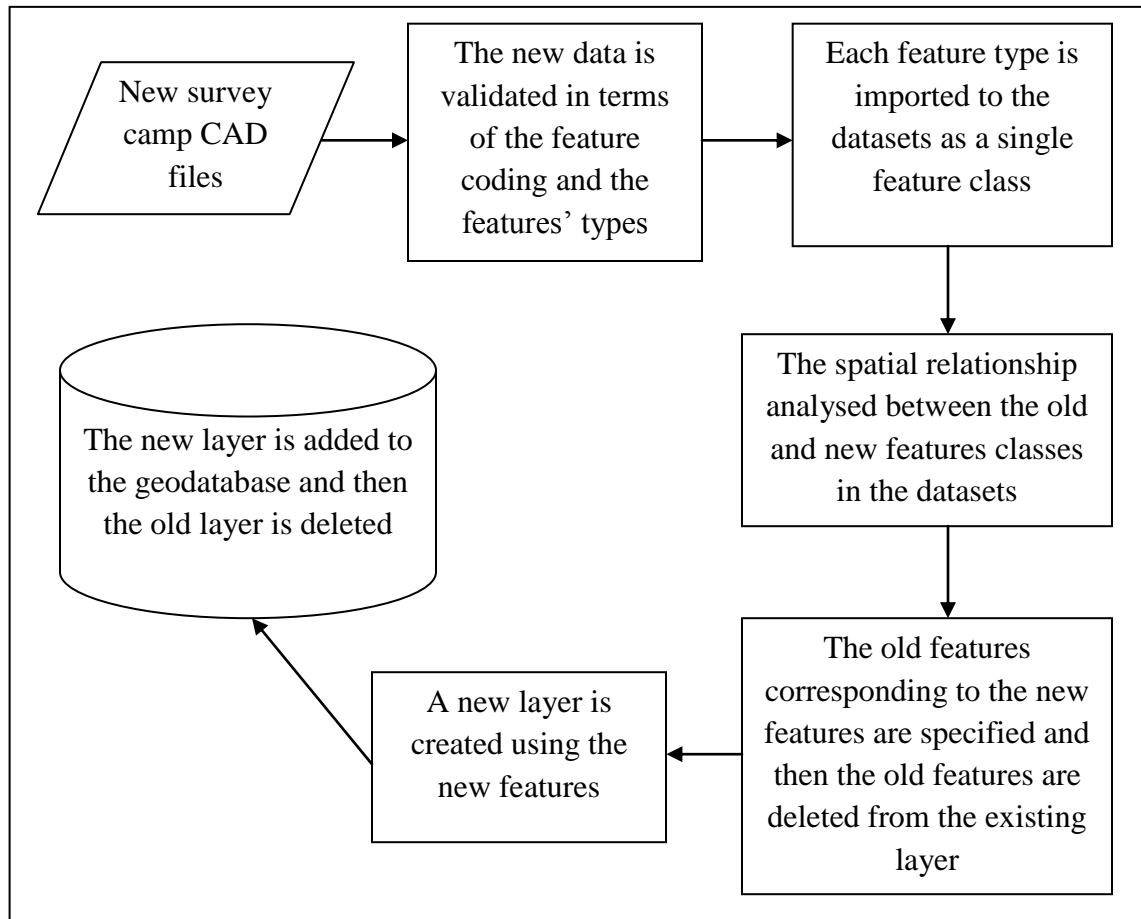 New survey
camp CAD
files
The new data is
validated in terms
of the feature
coding and the
features’ types
Each feature type is
imported to the
datasets as a single
feature class
The spatial relationship
analysed between the old
and new features classes
in the datasets
The old features
corresponding to the new
features are specified and
then the old features are
deleted from the existing
layer
A new layer is
created using the
new features
The new layer is added to
the geodatabase and then
the old layer is deleted